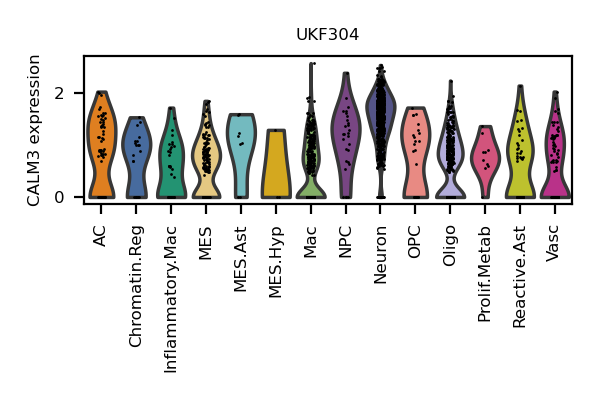 UKF304
CALM3 expression
2
0
AC
Chromatin.Reg
Inflammatory.Mac
MES
MES.Ast
MES.Hyp
Mac
NPC
Neuron
OPC
Oligo
Prolif.Metab
Reactive.Ast
Vasc